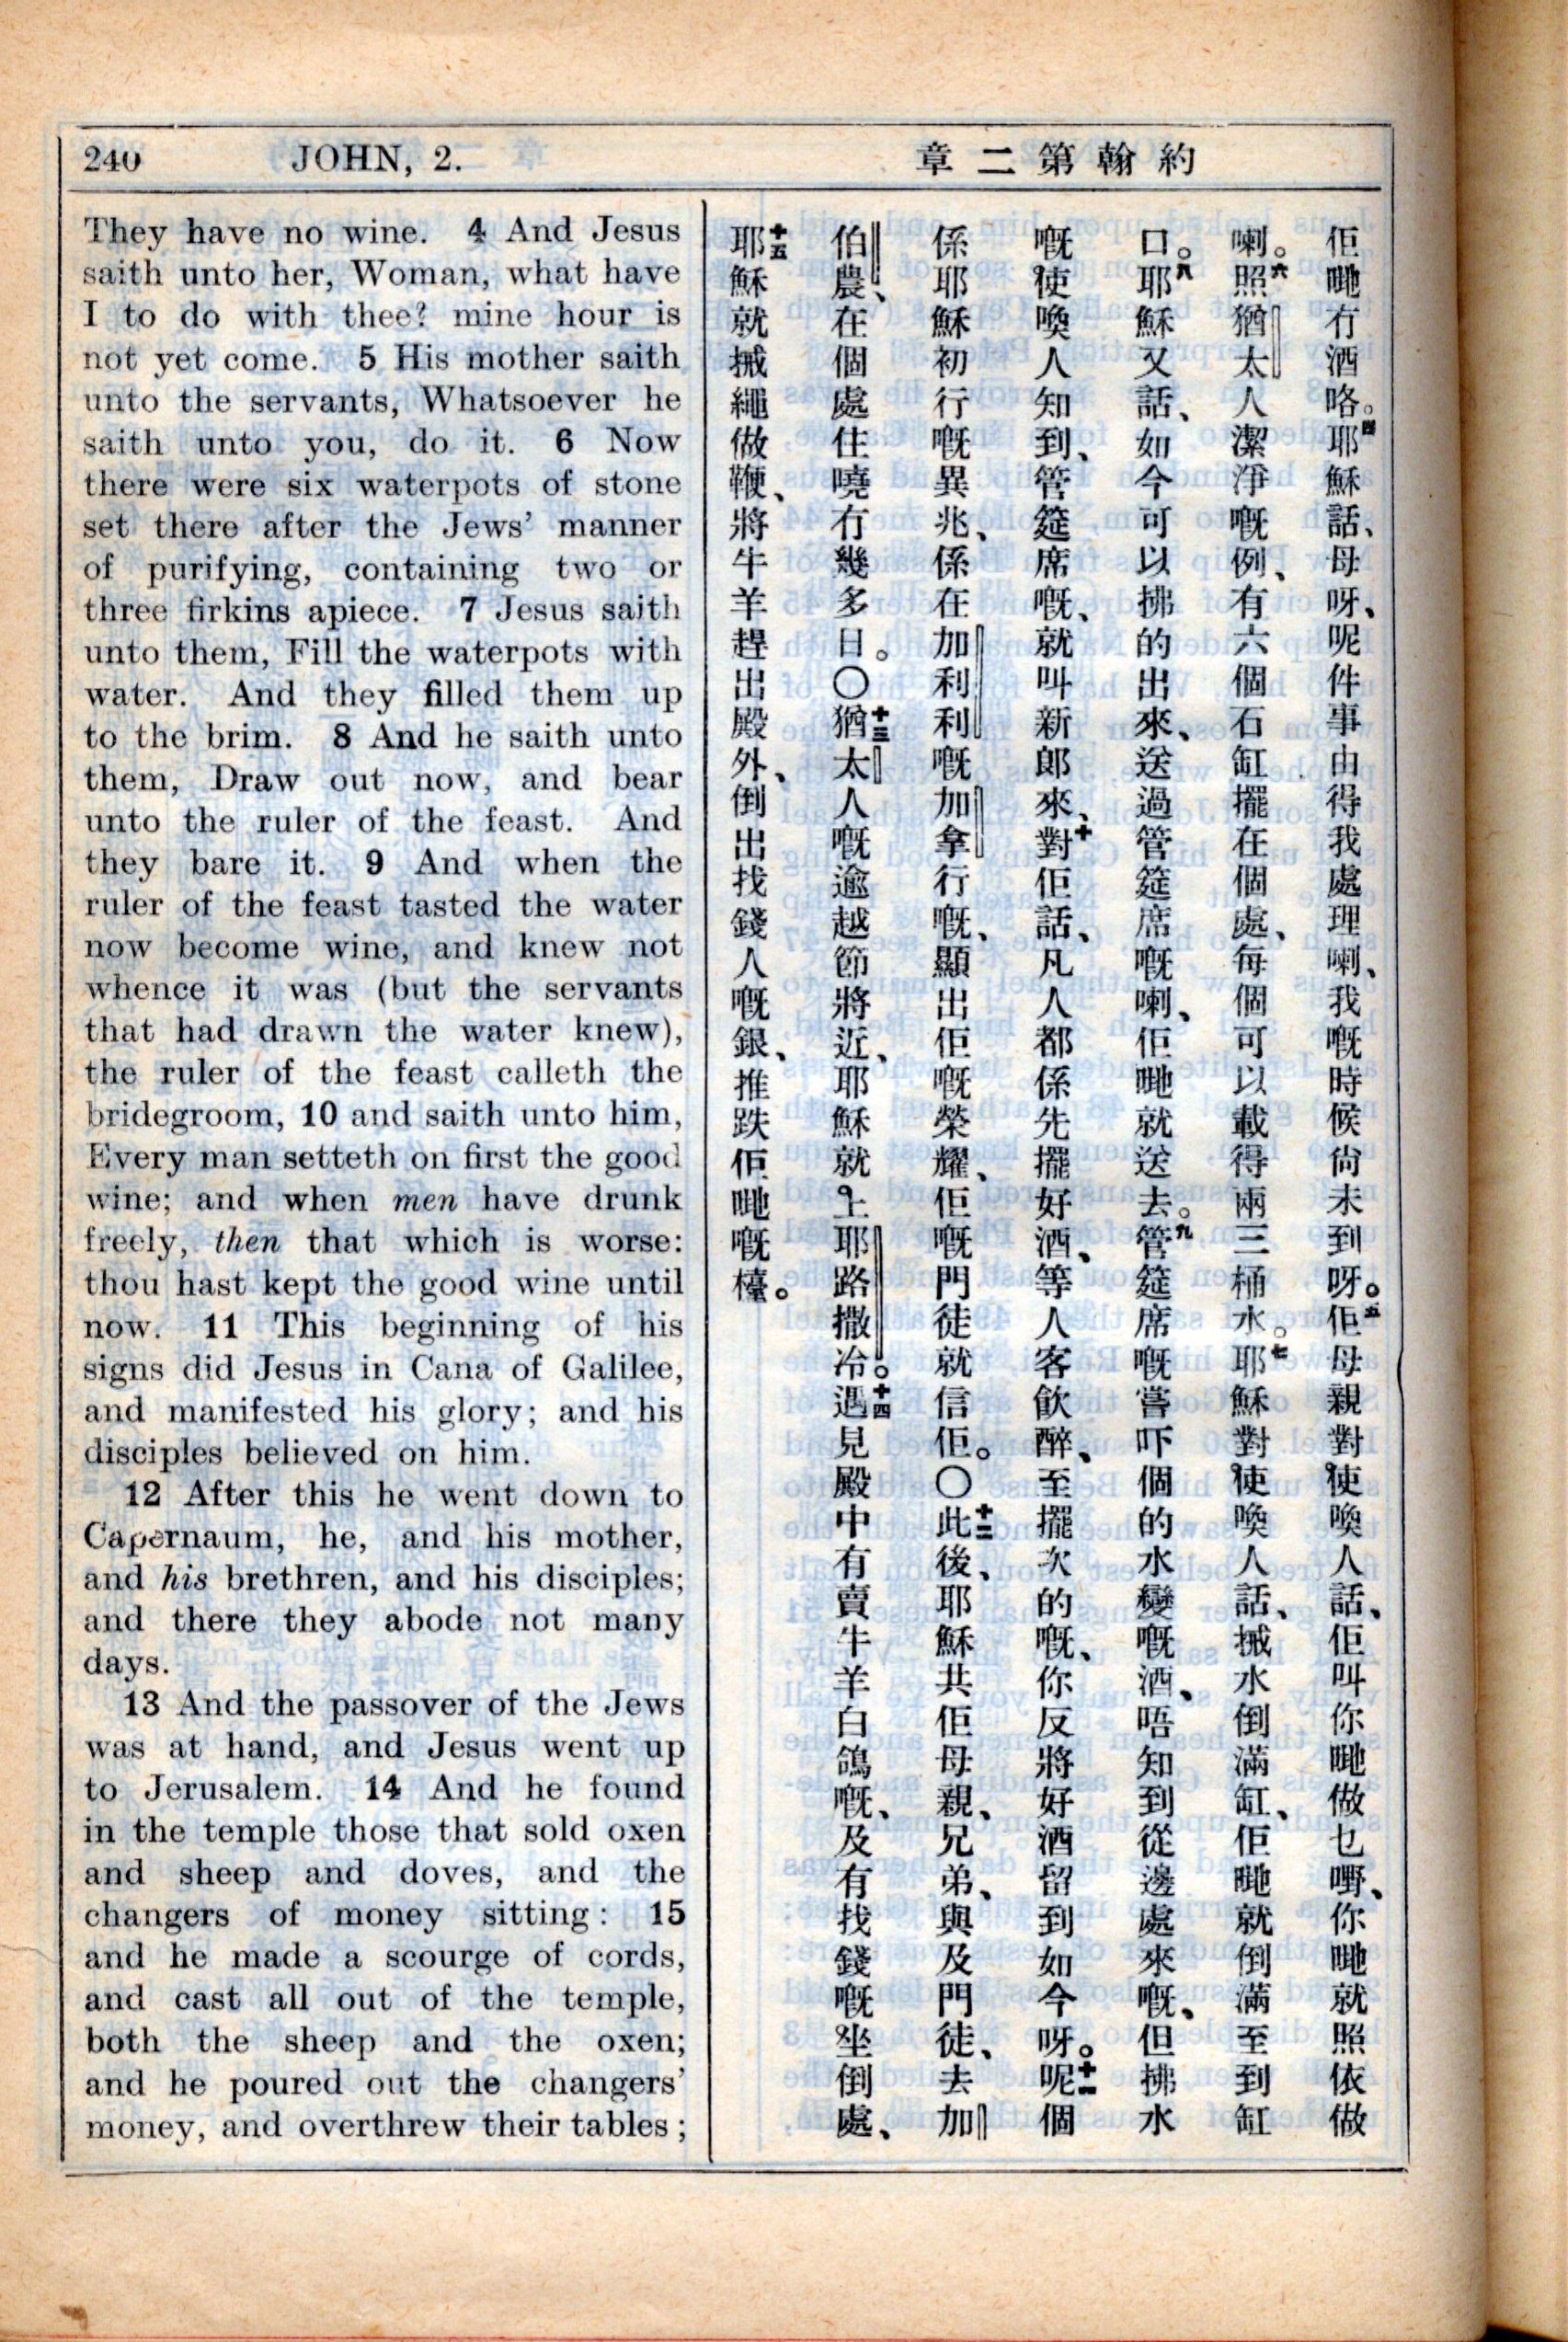 240 JOHN, 2. 章二第翰約
They have no wine. 4 And Jesus
saith unto her, Woman, what have
I to do with thee? mine hour is
not yet come. 5 His mother saith
unto the servants, Whatsoever he
saith unto you, do it. 6 Now
there were six waterpots of stone
set there after the Jews’ manner
of purifying, containing two or
three firkins apiece. 7 Jesus saith
unto them, Fill the waterpots with
water. And they filled them up
to the brim. 8 And he saith unto
them, Draw out now, and bear
unto the ruler of the feast. And
they bare it. 9 And when the
ruler of the feast tasted the water
now become wine, and knew not
whence it was (but the servants
that had drawn the water knew),
the ruler of the feast calleth the
bridegroom, 10 and saith unto him,
Every man setteth on first the good
wine; and when men have drunk
freely, then that which is worse:
thou hast kept the good wine until
now. 11 This beginning of his
signs did Jesus in Cana of Galilee,
and manifested his glory; and his
disciples believed on him.
12 After this he went down to
Capernaum, he, and his mother,
and his brethren, and his disciples;
and there they abode not many
days.
13 And the passover of the Jews
was at hand, and Jesus went up
to Jerusalem. 14 And he found
in the temple those that sold oxen
and sheep and doves, and the
changers of money sitting: 15
and he made a scourge of cords,
and cast all out of the temple,
both the sheep and the oxen;
and he poured out the changers’
money, and overthrew their tables;
佢哋冇酒咯。四耶穌話、母呀、呢件事由得我處理喇、我嘅時候尙未到呀。五佢母親對使喚人話、佢叫你哋做乜嘢、你哋就照依做
喇。六照猶太人潔淨嘅例、有六個石缸擺在個處、每個可以載得兩三桶水。七耶穌對使喚人話、搣水倒滿缸、佢哋就倒滿至到缸
口。八耶穌又話、如今可以拂的出來、送過管筵席嘅喇、佢哋就送去。九管筵席嘅嘗吓個的水變嘅酒、唔知到從邊處來嘅、但拂水
嘅使喚人知到、管筵席嘅、就叫新郎來、十對佢話、凡人都係先擺好酒、等人客飮醉、至擺次的嘅、你反將好酒留到如今呀。十一呢個
係耶穌初行嘅異兆、係在加利利嘅加拿行嘅、顯出佢嘅榮耀、佢嘅門徒就信佢。〇十二此後、耶穌共佢母親、兄弟、與及門徒、去加
伯農、在個處住嘵冇幾多日。〇十三猶太人嘅逾越節將近、耶穌就上耶路撒冷。十四遇見殿中有賣牛羊白鴿嘅、及有找錢嘅坐倒處、
十五耶穌就搣繩做鞭、將牛羊趕出殿外、倒出找錢人嘅銀、推跌佢哋嘅檯。